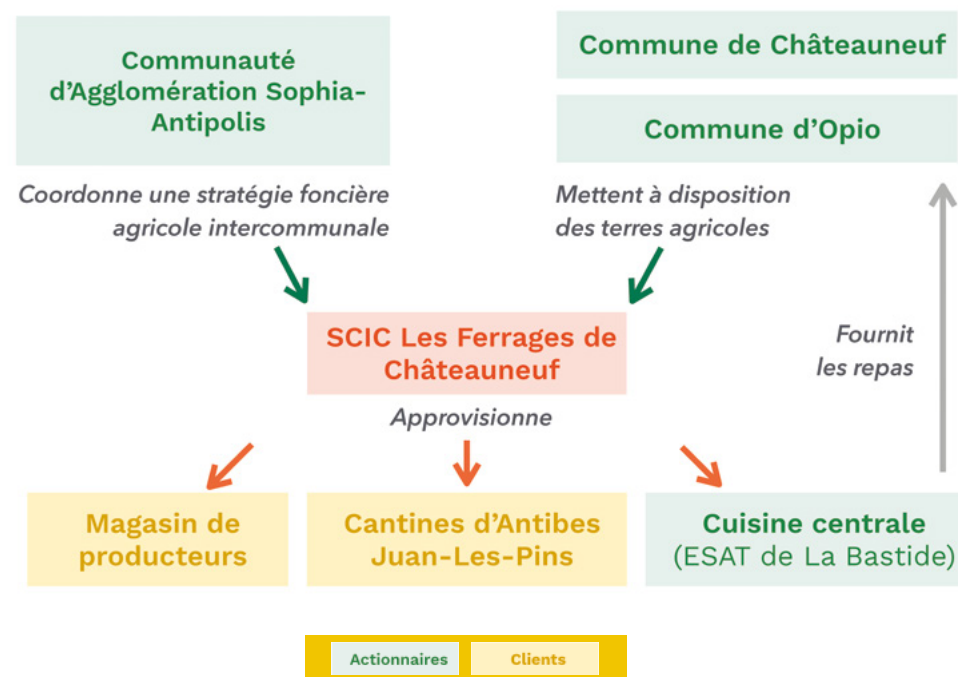 Communauté
d'Agglomération Sophia-
Antipolis
Commune de Châteauneuf
Commune d'Opio
Coordonne une stratégie foncière
agricole intercommunale
Mettent à disposition
des terres agricoles
SCIC Les Ferrages de
Châteauneuf
Fournit
les repas
Approvisionne
Magasin de
producteurs
Cantines d'Antibes
Juan-Les-Pins
Cuisine centrale
(ESAT de La Bastide)
Actionnaires
Clients